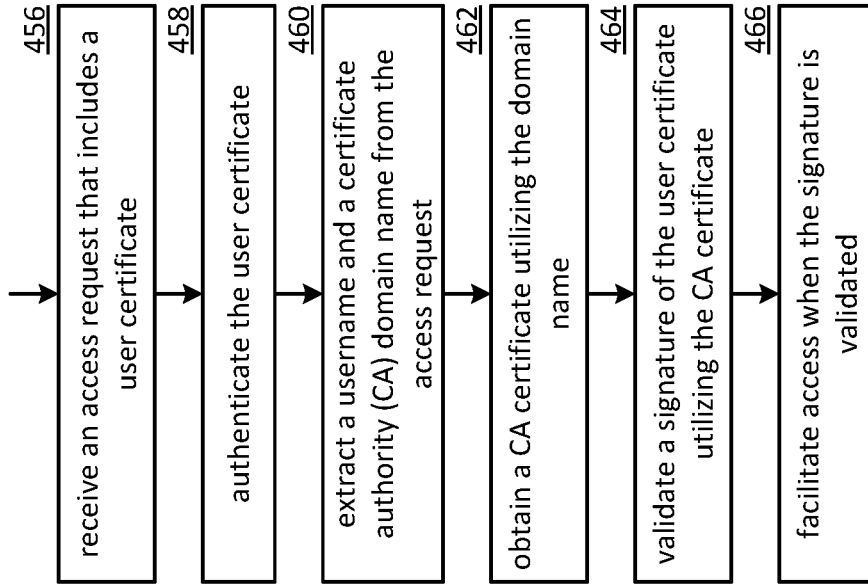 456
receive an access request that includes a
user certificate
458
authenticate the user certificate
460
extract a username and a certificate
authority (CA) domain name from the
access request
462
obtain a CA certificate utilizing the domain
name
464
validate a signature of the user certificate
utilizing the CA certificate
466
facilitate access when the signature is
validated